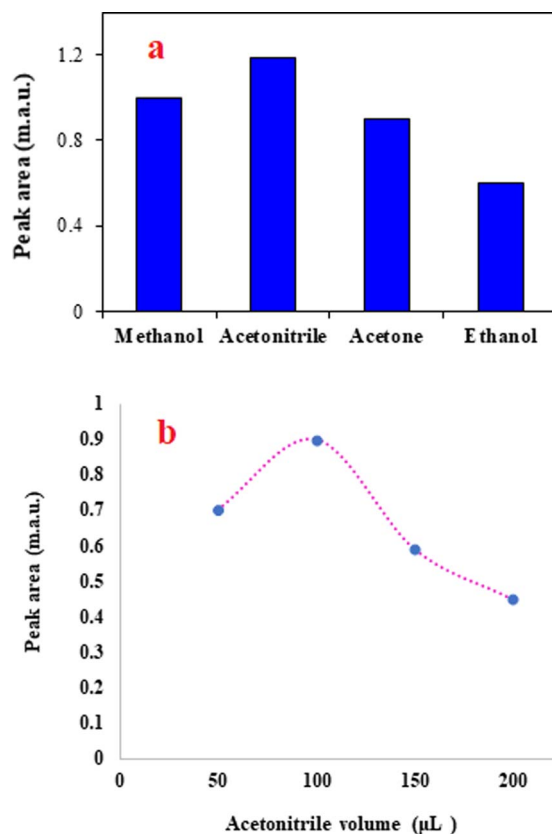 a
Peak area (m.a.u.)
1.2
0.8
0.4
0
Methanol Acetonitrile Acetone Ethanol
b
Peak area (m.a.u.)
1
0.9
0.8
0.7
0.6
0.5
0.4
0.3
0.2
0.1
0
0 50 100 150 200
Acetonitrile volume (µL )